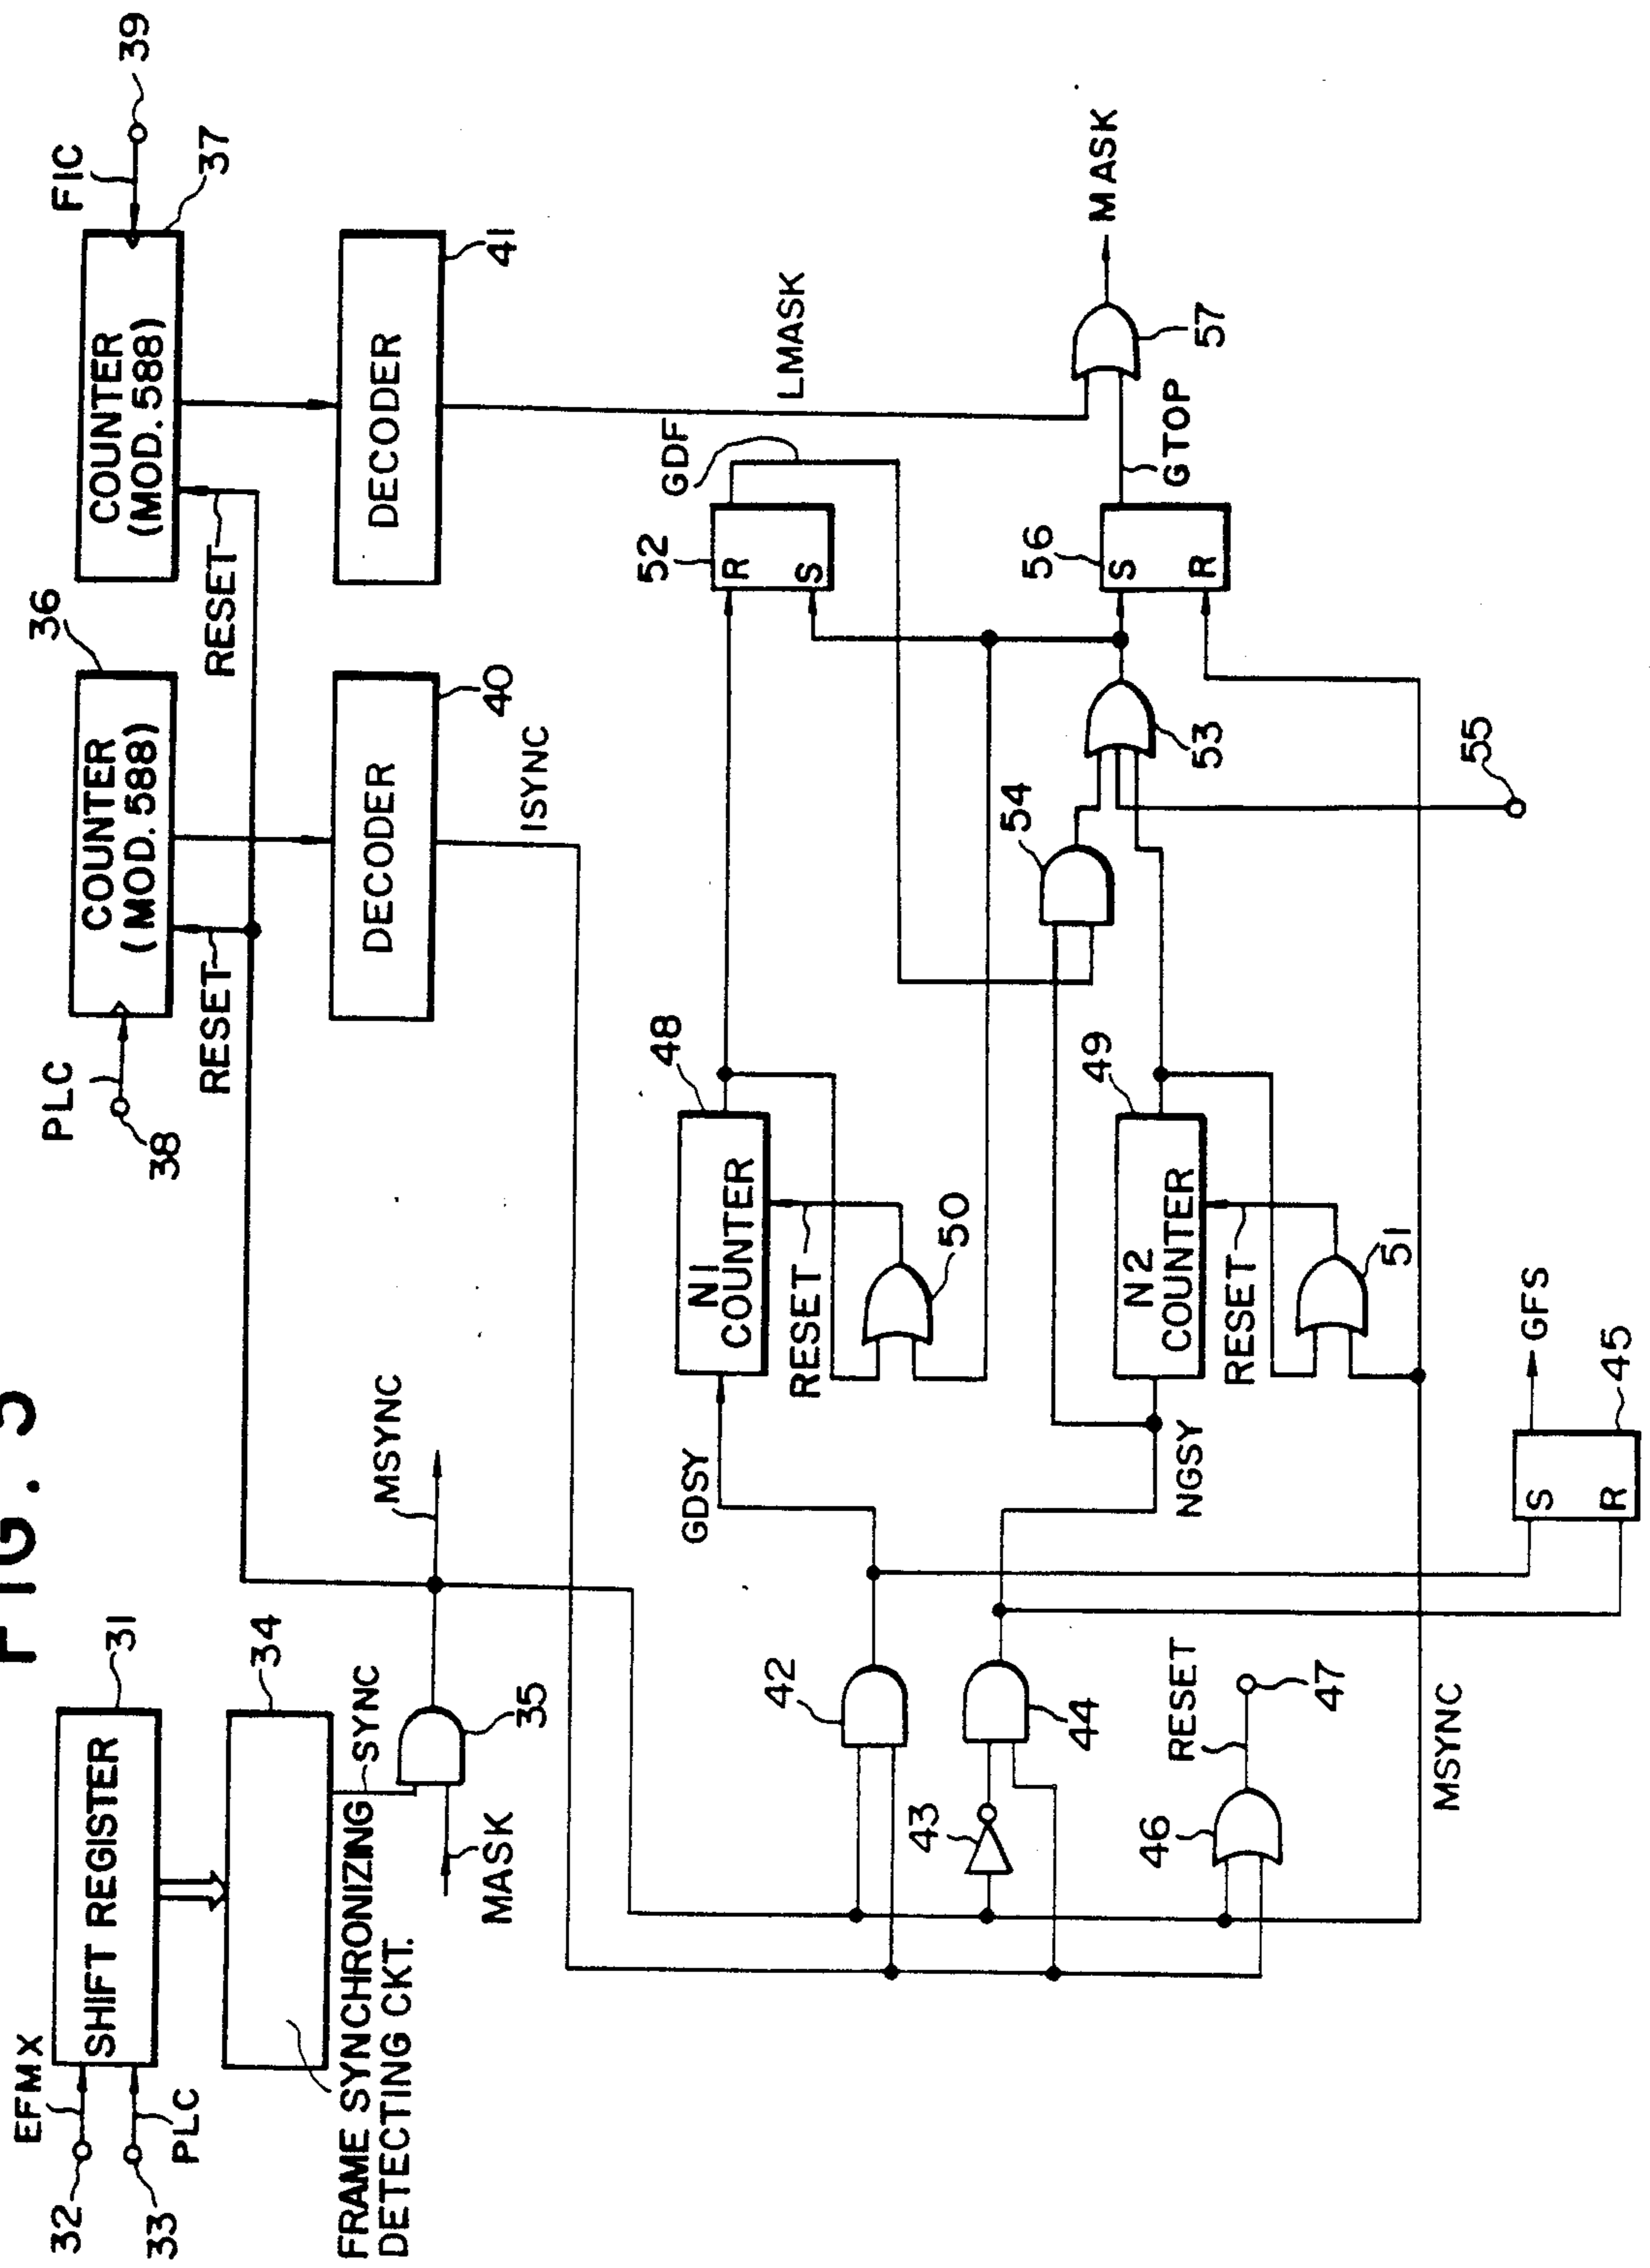 FIG. 5
EFMX
32
33
PLC
SHIFT REGISTER
31
34
FRAME SYNCHRONIZING
DETECTING CKT.
SYNC
35
MASK
MSYNC
PLC
38
COUNTER
(MOD. 588)
36
RESET
DECODER
40
ISYNC
COUNTER
(MOD. 588)
FIC
39
37
RESET
DECODER
41
LMASK
42
43
44
46
RESET
47
MSYNC
GDSY
NGSY
S
R
45
GFS
N1
COUNTER
48
RESET
50
N2
COUNTER
49
RESET
51
54
53
55
52
R
S
GDF
56
S
R
GTOP
57
MASK